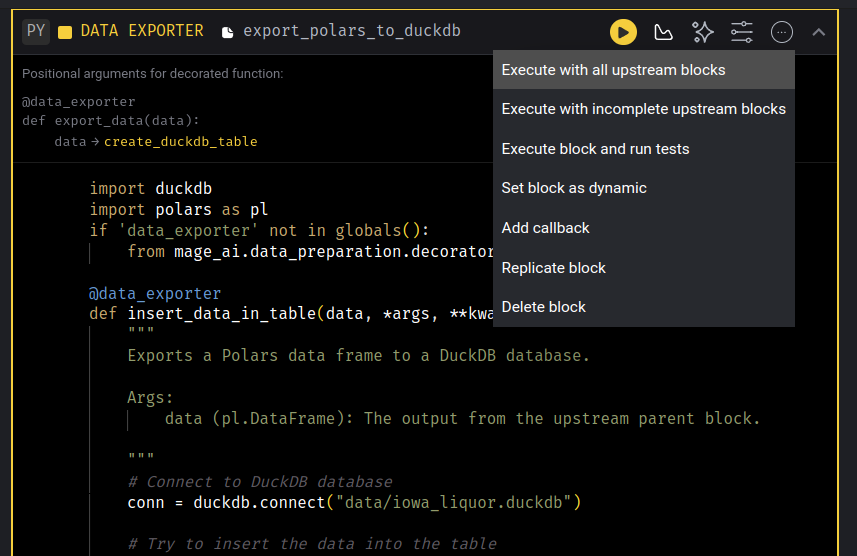 PY DATA EXPORTER export_polars_to_duckdb
Execute with all upstream blocks
Execute with incomplete upstream blocks
Execute block and run tests
Set block as dynamic
Add callback
Replicate block
Delete block
Positional arguments for decorated function:
@data_exporter
def export_data(data):
data → create_duckdb_table
import duckdb
import polars as pl
if 'data_exporter' not in globals():
from mage_ai.data_preparation.decorator
@data_exporter
def insert_data_in_table(data, *args, **kwa
"""
Exports a Polars data frame to a DuckDB database.
Args:
data (pl.DataFrame): The output from the upstream parent block.
"""
# Connect to DuckDB database
conn = duckdb.connect("data/iowa_liquor.duckdb")
# Try to insert the data into the table